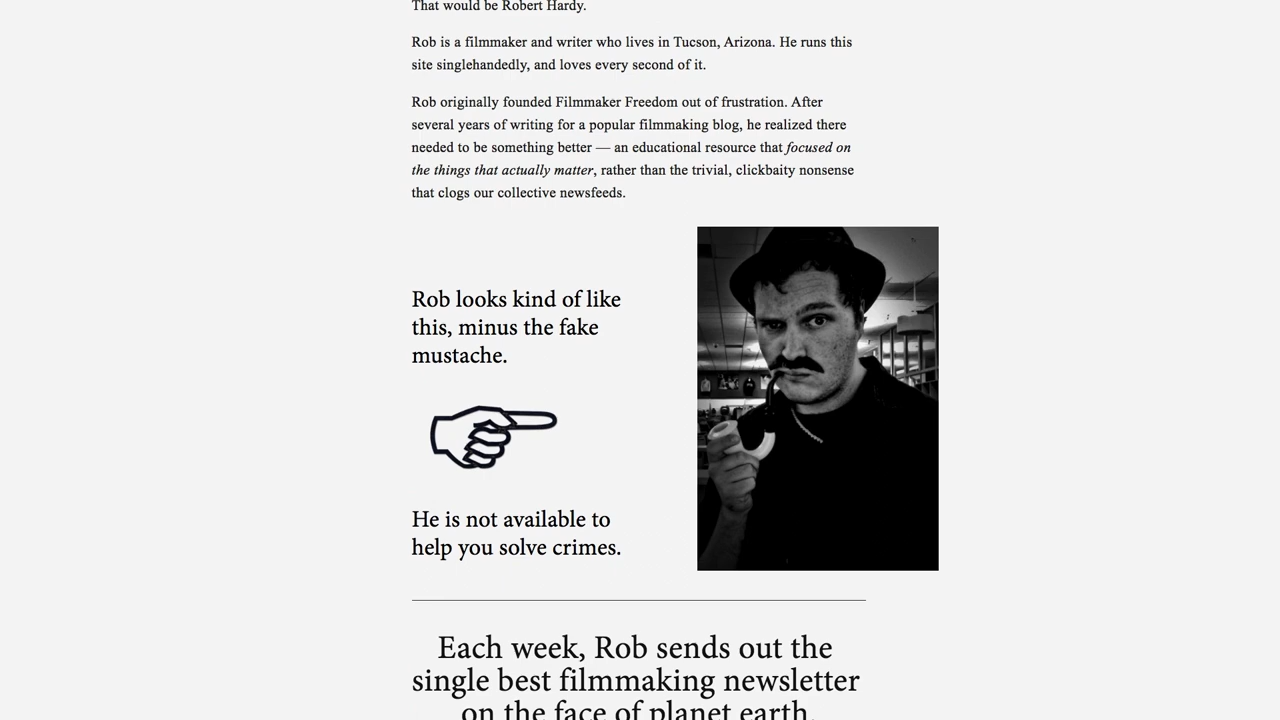 That would be Robert Hardy.
Rob is a filmmaker and writer who lives in Tucson, Arizona. He runs this
site singlehandedly, and loves every second of it.
Rob originally founded Filmmaker Freedom out of frustration. After
several years of writing for a popular filmmaking blog, he realized there
needed to be something better — an educational resource that focused on
the things that actually matter, rather than the trivial, clickbaity nonsense
that clogs our collective newsfeeds.
Rob looks kind of like
this, minus the fake
mustache.
He is not available to
help you solve crimes.
Each week, Rob sends out the
single best filmmaking newsletter
on the face of planet earth.